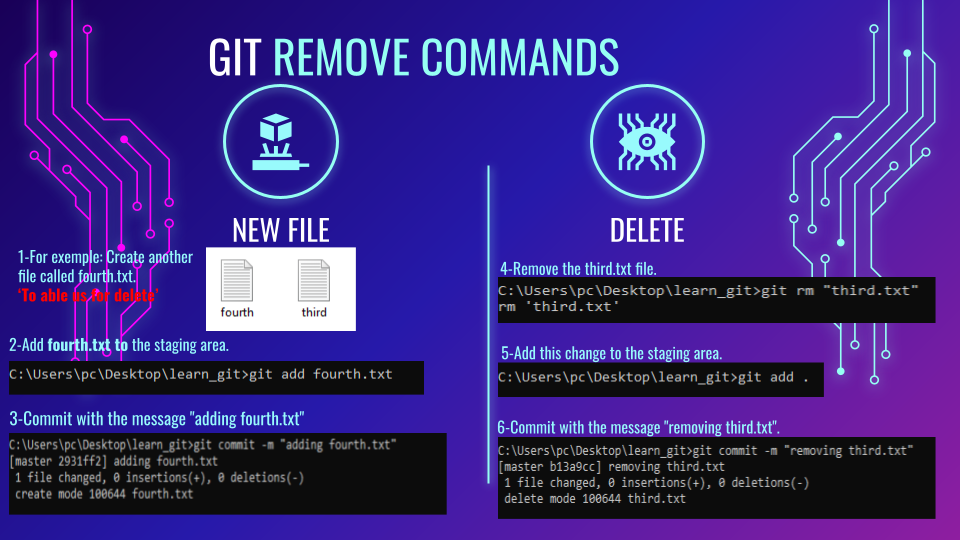 GIT REMOVE COMMANDS
NEW FILE
1-For exemple: Create another
file called fourth.txt.
‘To able us for delete’
fourth third
2-Add fourth.txt to the staging area.
C:\Users\pc\Desktop\learn_git>git add fourth.txt
3-Commit with the message "adding fourth.txt"
C:\Users\pc\Desktop\learn_git>git commit -m "adding fourth.txt"
[master 2931ff2] adding fourth.txt
1 file changed, 0 insertions(+), 0 deletions(-)
create mode 100644 fourth.txt
DELETE
4-Remove the third.txt file.
C:\Users\pc\Desktop\learn_git>git rm "third.txt"
rm 'third.txt'
5-Add this change to the staging area.
C:\Users\pc\Desktop\learn_git>git add .
6-Commit with the message "removing third.txt".
C:\Users\pc\Desktop\learn_git>git commit -m "removing third.txt"
[master b13a9cc] removing third.txt
1 file changed, 0 insertions(+), 0 deletions(-)
delete mode 100644 third.txt